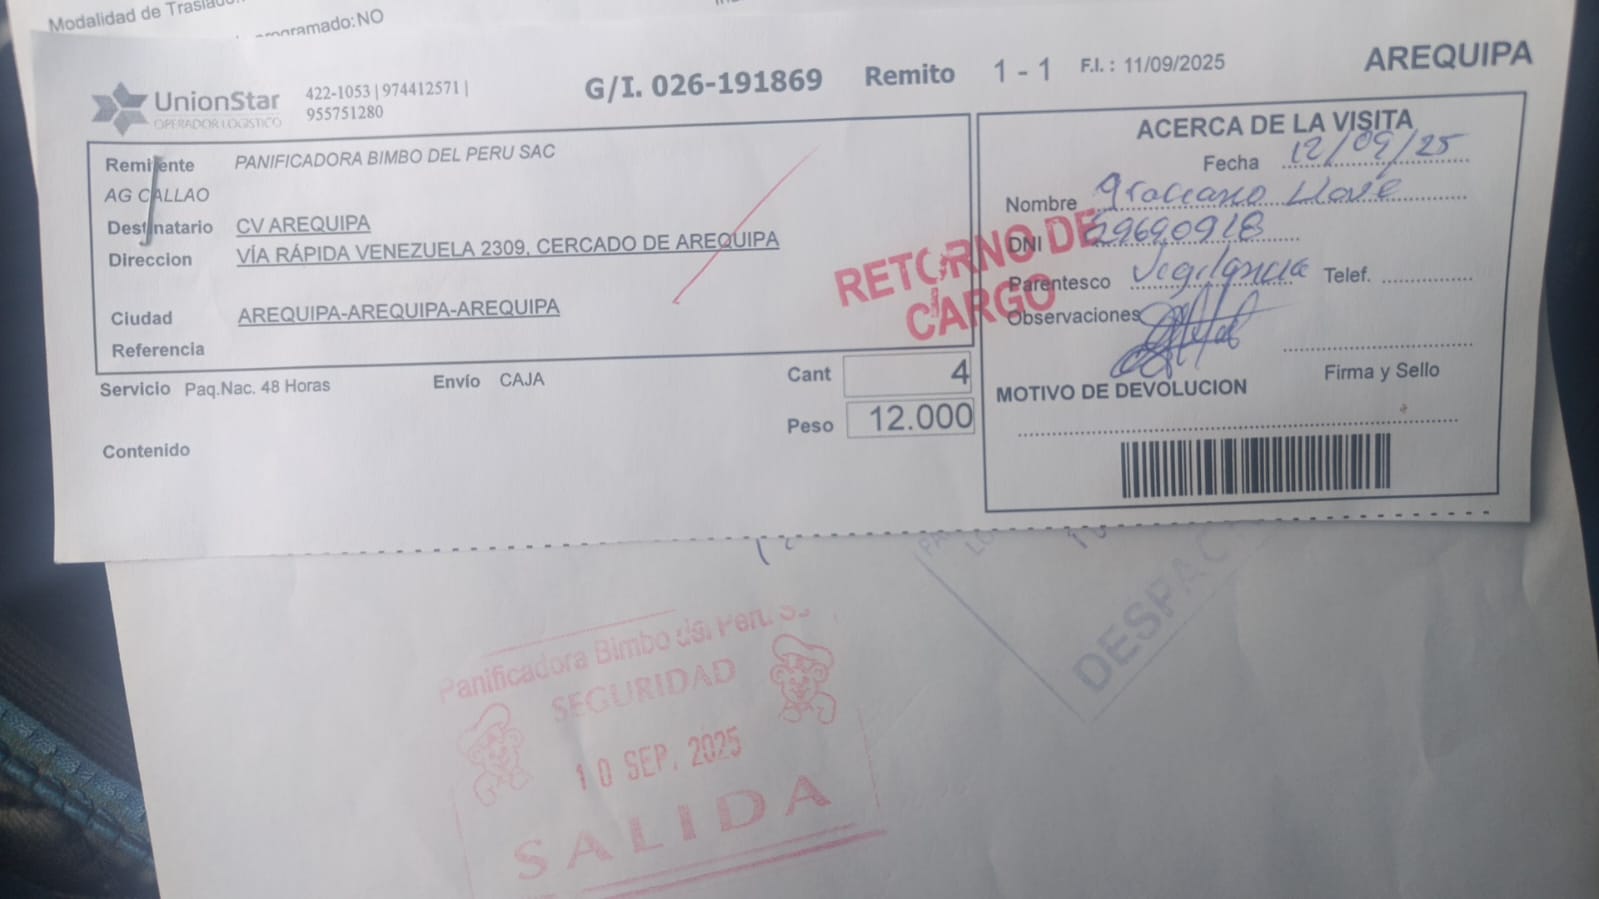 Modalidad de Traslado
programado:NO
UnionStar
OPERADOR LOGISTICO
422-1053 | 974412571 |
955751280
G/I. 026-191869 Remito 1 - 1 F.I. : 11/09/2025 AREQUIPA
Remitente PANIFICADORA BIMBO DEL PERU SAC
AG CALLAO
Destinatario CV AREQUIPA
Direccion VÍA RÁPIDA VENEZUELA 2309, CERCADO DE AREQUIPA
Ciudad AREQUIPA-AREQUIPA-AREQUIPA
Referencia
Servicio Paq.Nac. 48 Horas Envío CAJA Cant 4
Peso 12.000
Contenido
RETORNO DE
CARGO
ACERCA DE LA VISITA
Fecha 12/09/25
Nombre Graciano Llove
DNI 29690918
Parentesco Vigilancia Telef.
Observaciones
Firma y Sello
MOTIVO DE DEVOLUCION
DESPAC
Panificadora Bimbo del Perú S
SEGURIDAD
10 SEP. 2025
SALIDA